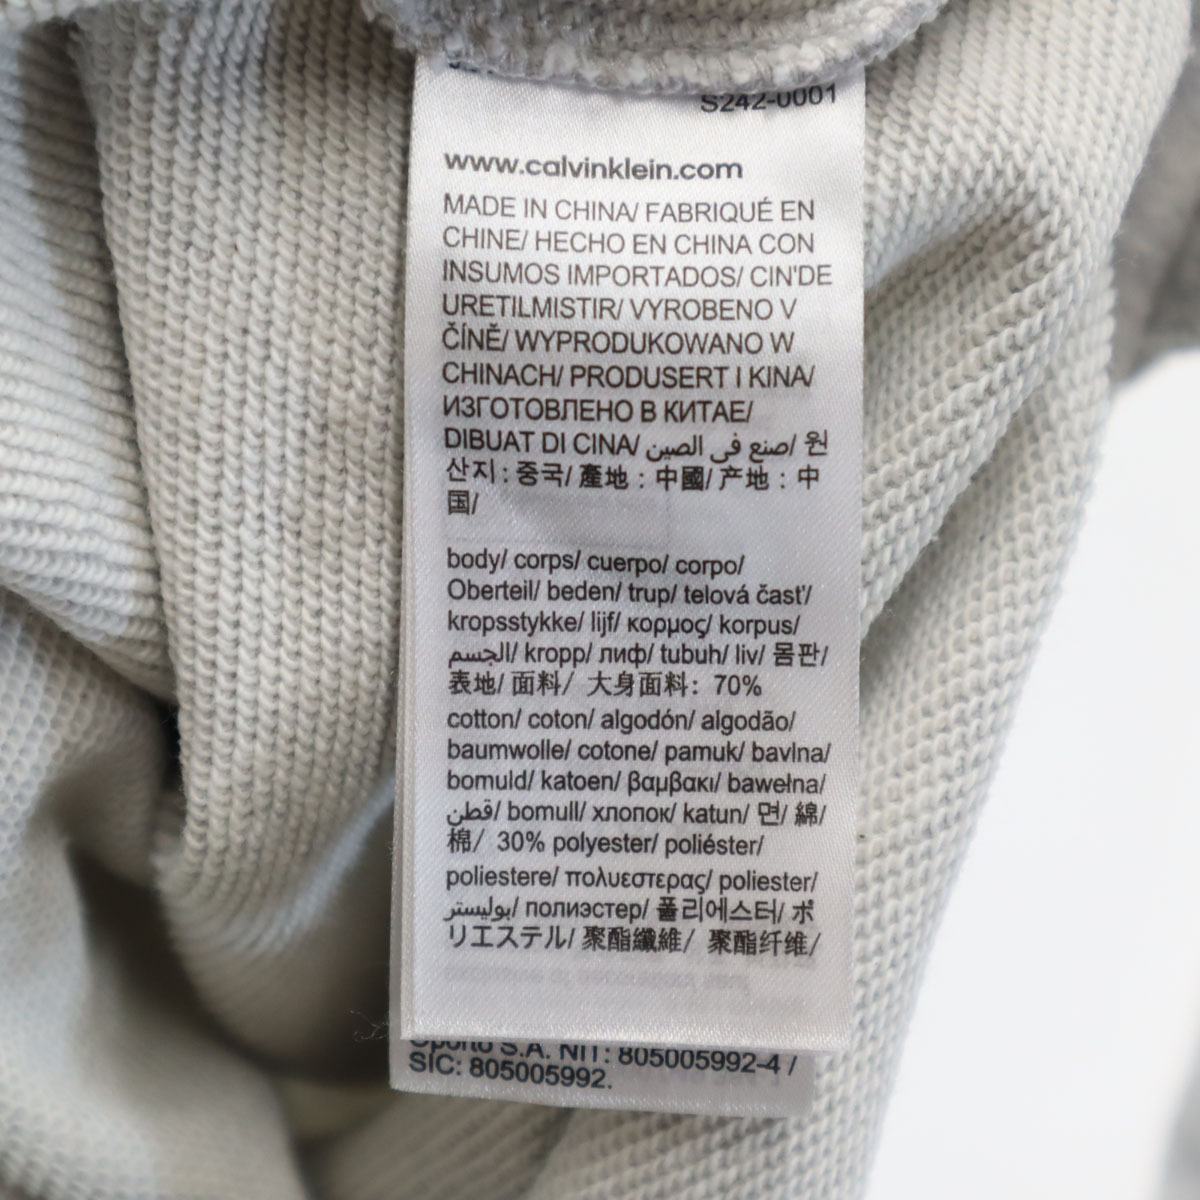 S242-0001
www.calvinklein.com
MADE IN CHINA/ FABRIQUÉ EN
CHINE/ HECHO EN CHINA CON
INSUMOS IMPORTADOS/ CIN'DE
URETILMISTIR/ VYROBENO V
ČÍNĚ/ WYPRODUKOWANO W
CHINACH/ PRODUSERT I KINA/
ИЗГОТОВЛЕНО В КИТАЕ/
DIBUAT DI CINA/ صنع في الصين/ 원
산지 : 중국/ 產地 : 中國/ 产地 : 中
国/
body/ corps/ cuerpo/ corpo/
Oberteil/ beden/ trup/ telová časť/
kropsstykke/ lijf/ κορμος/ korpus/
الجسم/ kropp/ лиф/ tubuh/ liv/ 몸판/
表地/ 面料/ 大身面料: 70%
cotton/ coton/ algodón/ algodão/
baumwolle/ cotone/ pamuk/ bavlna/
bomuld/ katoen/ βαμβακι/ bawełna/
قطن/ bomull/ хлопок/ katun/ 면/ 綿/
棉/ 30% polyester/ poliéster/
poliestere/ πολυεστερας/ poliester/
بوليستر/ полиэстер/ 폴리에스터/ ポ
リエステル/ 聚酯纖維/ 聚酯纤维/
Oporto S.A. NIT: 805005992-4 /
SIC: 805005992.